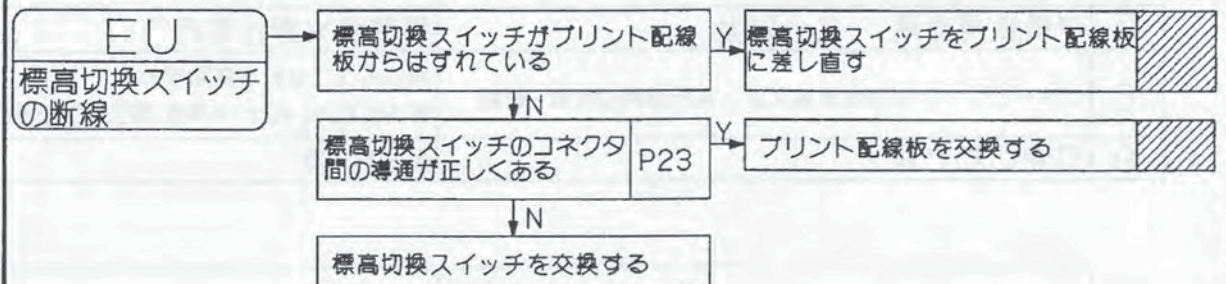 EU
標高切換スイッチ
の断線
標高切換スイッチがプリント配線
板からはずれている
Y
標高切換スイッチをプリント配線板
に差し直す
N
標高切換スイッチのコネクタ
間の導通が正しくある
P23
Y
プリント配線板を交換する
N
標高切換スイッチを交換する